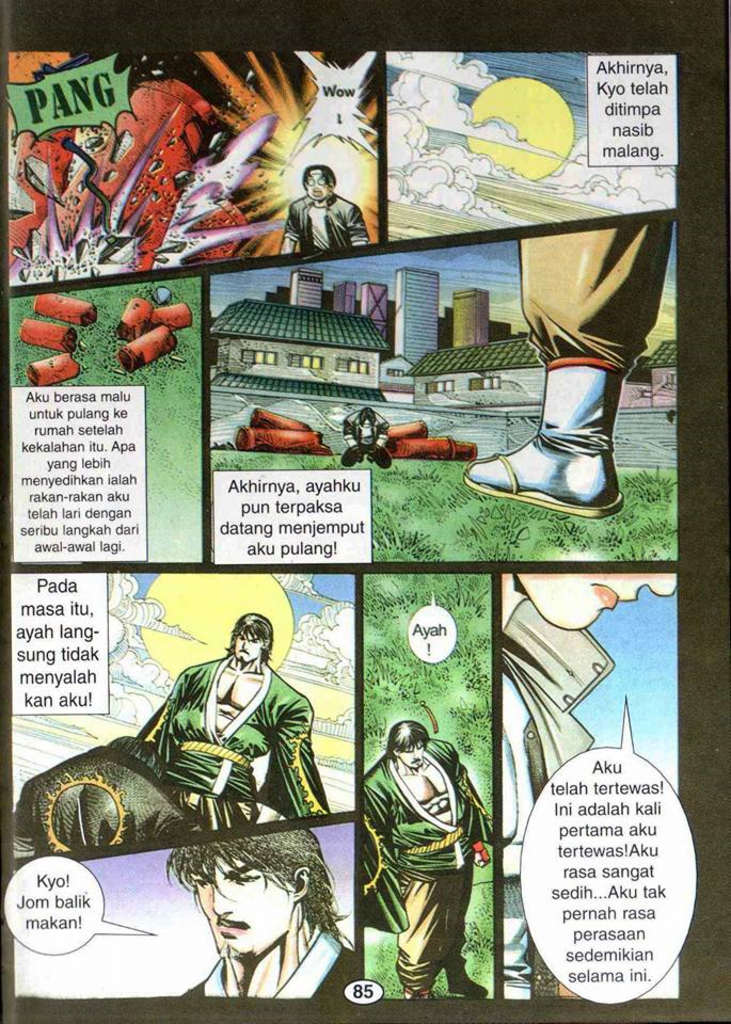 PANG
Wow
!
Akhirnya,
Kyo telah
ditimpa
nasib
malang.
Aku berasa malu
untuk pulang ke
rumah setelah
kekalahan itu. Apa
yang lebih
menyedihkan ialah
rakan-rakan aku
telah lari dengan
seribu langkah dari
awal-awal lagi.
Akhirnya, ayahku
pun terpaksa
datang menjemput
aku pulang!
Pada
masa itu,
ayah lang-
sung tidak
menyalah
kan aku!
Kyo!
Jom balik
makan!
Ayah
!
Aku
telah tertewas!
Ini adalah kali
pertama aku
tertewas!Aku
rasa sangat
sedih...Aku tak
pernah rasa
perasaan
sedemikian
selama ini.
85